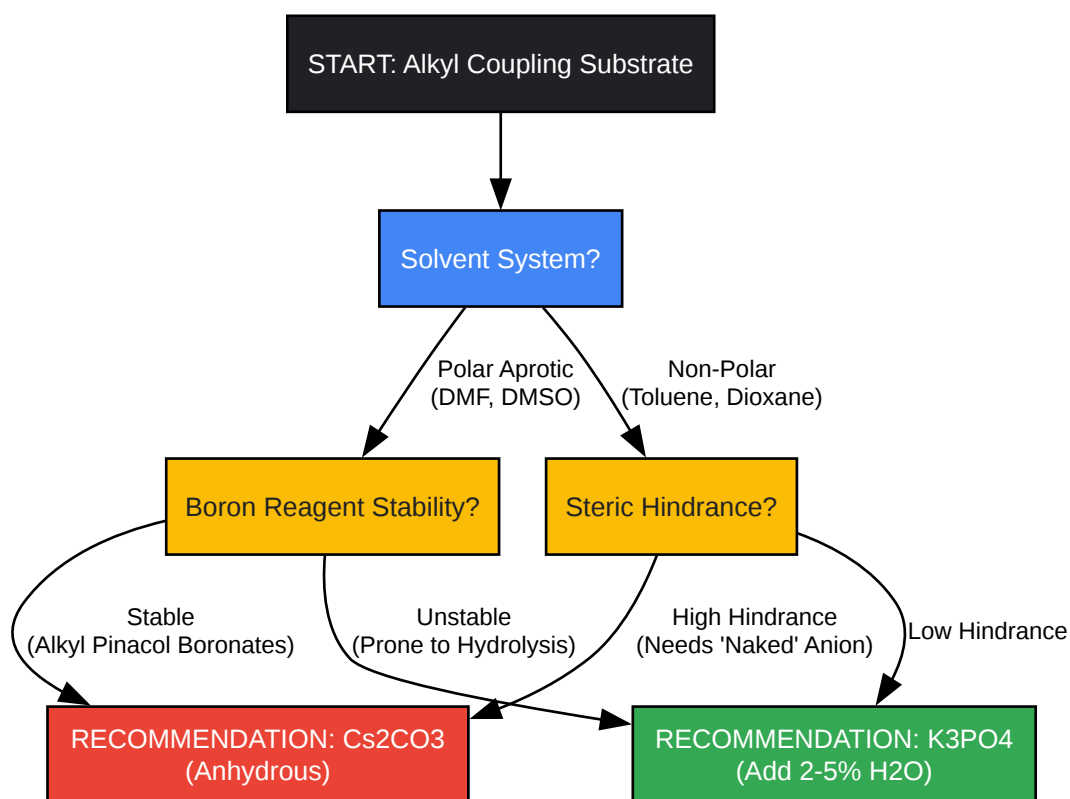 START: Alkyl Coupling Substrate
Solvent System?
Polar Aprotic
(DMF, DMSO)
Non-Polar
(Toluene, Dioxane)
Boron Reagent Stability?
Steric Hindrance?
Stable
(Alkyl Pinacol Boronates)
Unstable
(Prone to Hydrolysis)
High Hindrance
(Needs 'Naked' Anion)
Low Hindrance
RECOMMENDATION: Cs2CO3
(Anhydrous)
RECOMMENDATION: K3PO4
(Add 2-5% H2O)